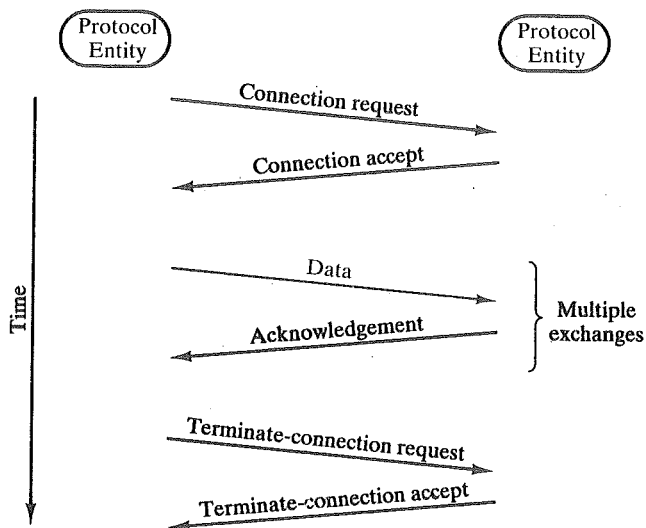 Protocol
Entity
Protocol
Entity
Connection request
Connection accept
Data
Acknowledgement
Multiple
exchanges
Time
Terminate-connection request
Terminate-connection accept